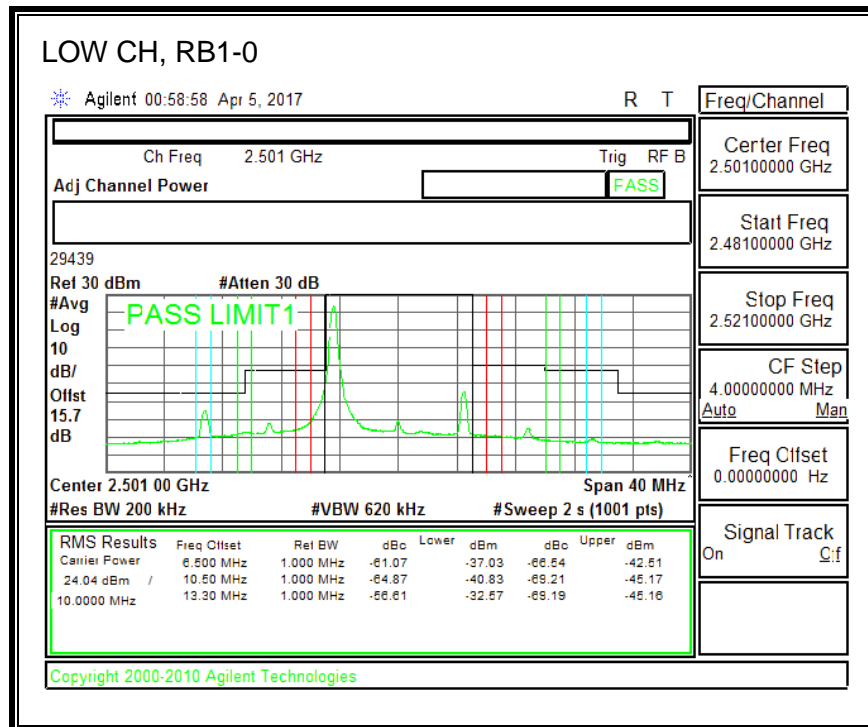 LOW CH, RB1-0
Agilent 00:58:58 Apr 5, 2017 R T
Freq/Channel
Ch Freq 2.501 GHz Trig RF B
Adj Channel Power PASS
Center Freq
2.50100000 GHz
Start Freq
2.48100000 GHz
Stop Freq
2.52100000 GHz
CF Step
4.00000000 MHz
Auto Man
Freq Offset
0.00000000 Hz
Signal Track
On Off
29439
Ref 30 dBm #Atten 30 dB
#Avg
Log
10
dB/
Offst
15.7
dB
PASS LIMIT1
Center 2.501 00 GHz Span 40 MHz
#Res BW 200 kHz #VBW 620 kHz #Sweep 2 s (1001 pts)
RMS Results Freq Offset Ref BW dBc Lower dBm dBc Upper dBm
Carrier Power 6.500 MHz 1.000 MHz -61.07 -37.03 -66.54 -42.51
24.04 dBm / 10.50 MHz 1.000 MHz -64.87 -40.83 -69.21 -45.17
10.0000 MHz 13.30 MHz 1.000 MHz -56.61 -32.57 -69.19 -45.16
Copyright 2000-2010 Agilent Technologies